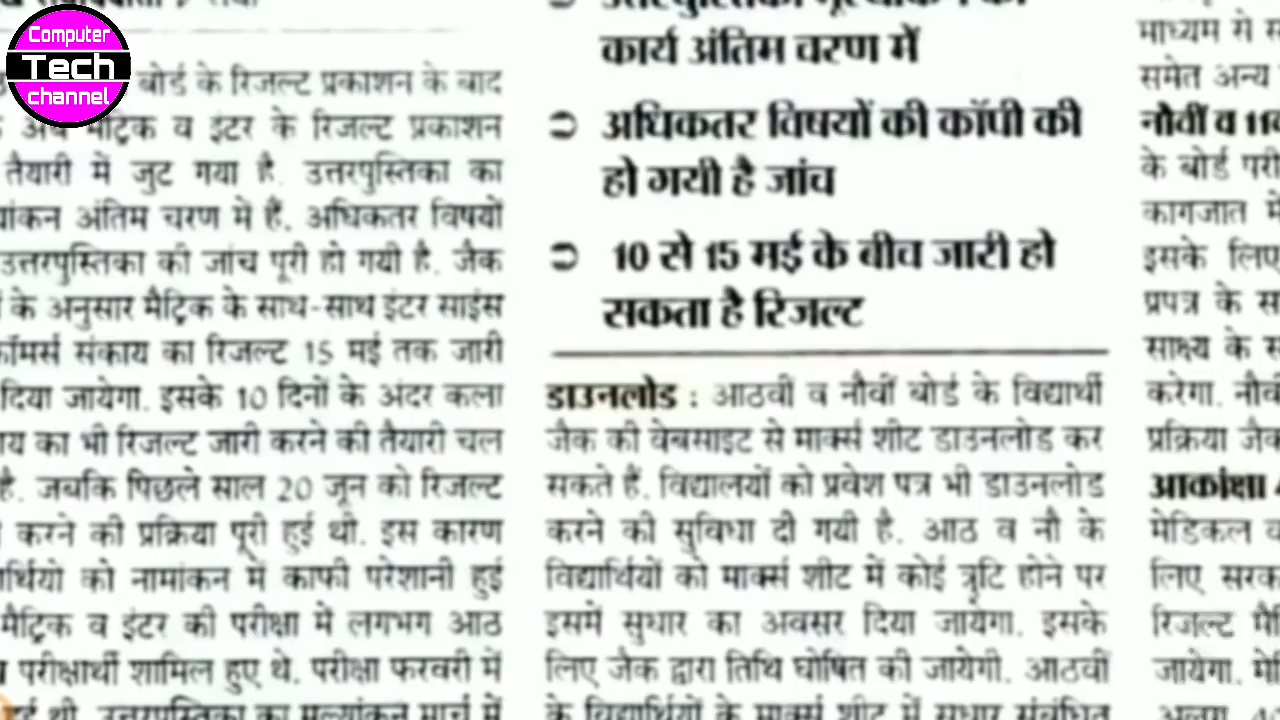 Computer
Tech
channel
बोर्ड के रिजल्ट प्रकाशन के बाद
मैट्रिक व इंटर के रिजल्ट प्रकाशन
तैयारी में जुट गया है. उत्तरपुस्तिका का
अंतिम चरण में हैं. अधिकतर विषयों
उत्तरपुस्तिका की जांच पूरी हो गयी है. जैक
के अनुसार मैट्रिक के साथ-साथ इंटर साइंस
संकाय का रिजल्ट 15 मई तक जारी
दिया जायेगा. इसके 10 दिनों के अंदर कला
का भी रिजल्ट जारी करने की तैयारी चल
है. जबकि पिछले साल 20 जून को रिजल्ट
करने की प्रक्रिया पूरी हुई थी. इस कारण
को नामांकन में काफी परेशानी हुई
मैट्रिक व इंटर की परीक्षा में लगभग आठ
परीक्षार्थी शामिल हुए थे. परीक्षा फरवरी में
कार्य अंतिम चरण में
अधिकतर विषयों की कॉपी की
हो गयी है जांच
10 से 15 मई के बीच जारी हो
सकता है रिजल्ट
डाउनलोड : आठवीं व नौवीं बोर्ड के विद्यार्थी
जैक की वेबसाइट से मार्क्स शीट डाउनलोड कर
सकते हैं. विद्यालयों को प्रवेश पत्र भी डाउनलोड
करने की सुविधा दी गयी है. आठ व नौ के
विद्यार्थियों को मार्क्स शीट में कोई त्रुटि होने पर
इसमें सुधार का अवसर दिया जायेगा. इसके
लिए जैक द्वारा तिथि घोषित की जायेगी. आठवीं
के विद्यार्थियों के मार्क्स शीट में सुधार संबंधित
माध्यम से
समेत अन्य
नौवीं व
के बोर्ड
कागजात में
इसके लिए
प्रपत्र के
साक्ष्य के
करेगा.
प्रक्रिया
आकांक्षा
मेडिकल
लिए
रिजल्ट
जायेगा.